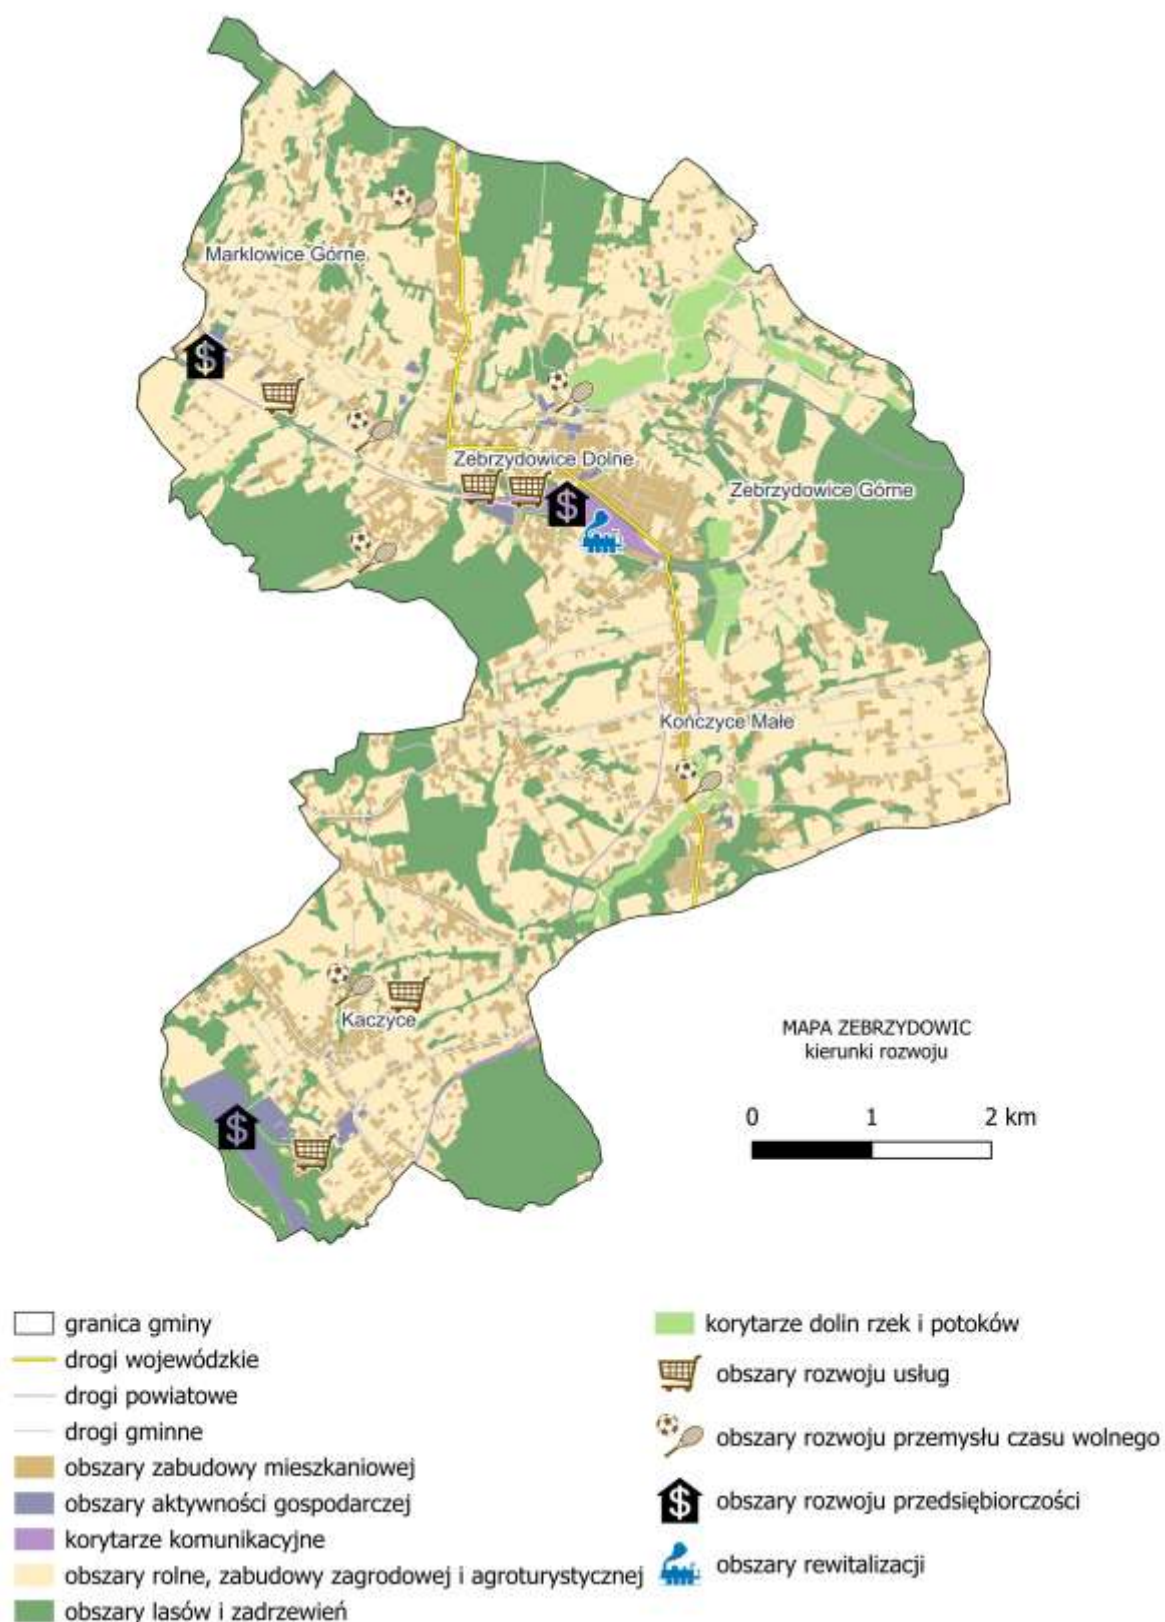 Marklowice Górne
Zebrzydowice Dolne
Zebrzydowice Górne
Kończyce Małe
Kaczyce
MAPA ZEBRZYDOWIC
kierunki rozwoju
0 1 2 km
granica gminy
drogi wojewódzkie
drogi powiatowe
drogi gminne
obszary zabudowy mieszkaniowej
obszary aktywności gospodarczej
korytarze komunikacyjne
obszary rolne, zabudowy zagrodowej i agroturystycznej
obszary lasów i zadrzewień
korytarze dolin rzek i potoków
obszary rozwoju usług
obszary rozwoju przemysłu czasu wolnego
obszary rozwoju przedsiębiorczości
obszary rewitalizacji